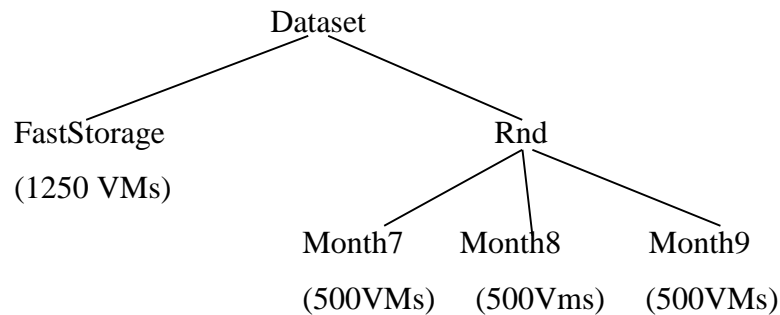 Dataset
FastStorage Rnd
(1250 VMs)
Month7 Month8 Month9
(500VMs) (500Vms) (500VMs)